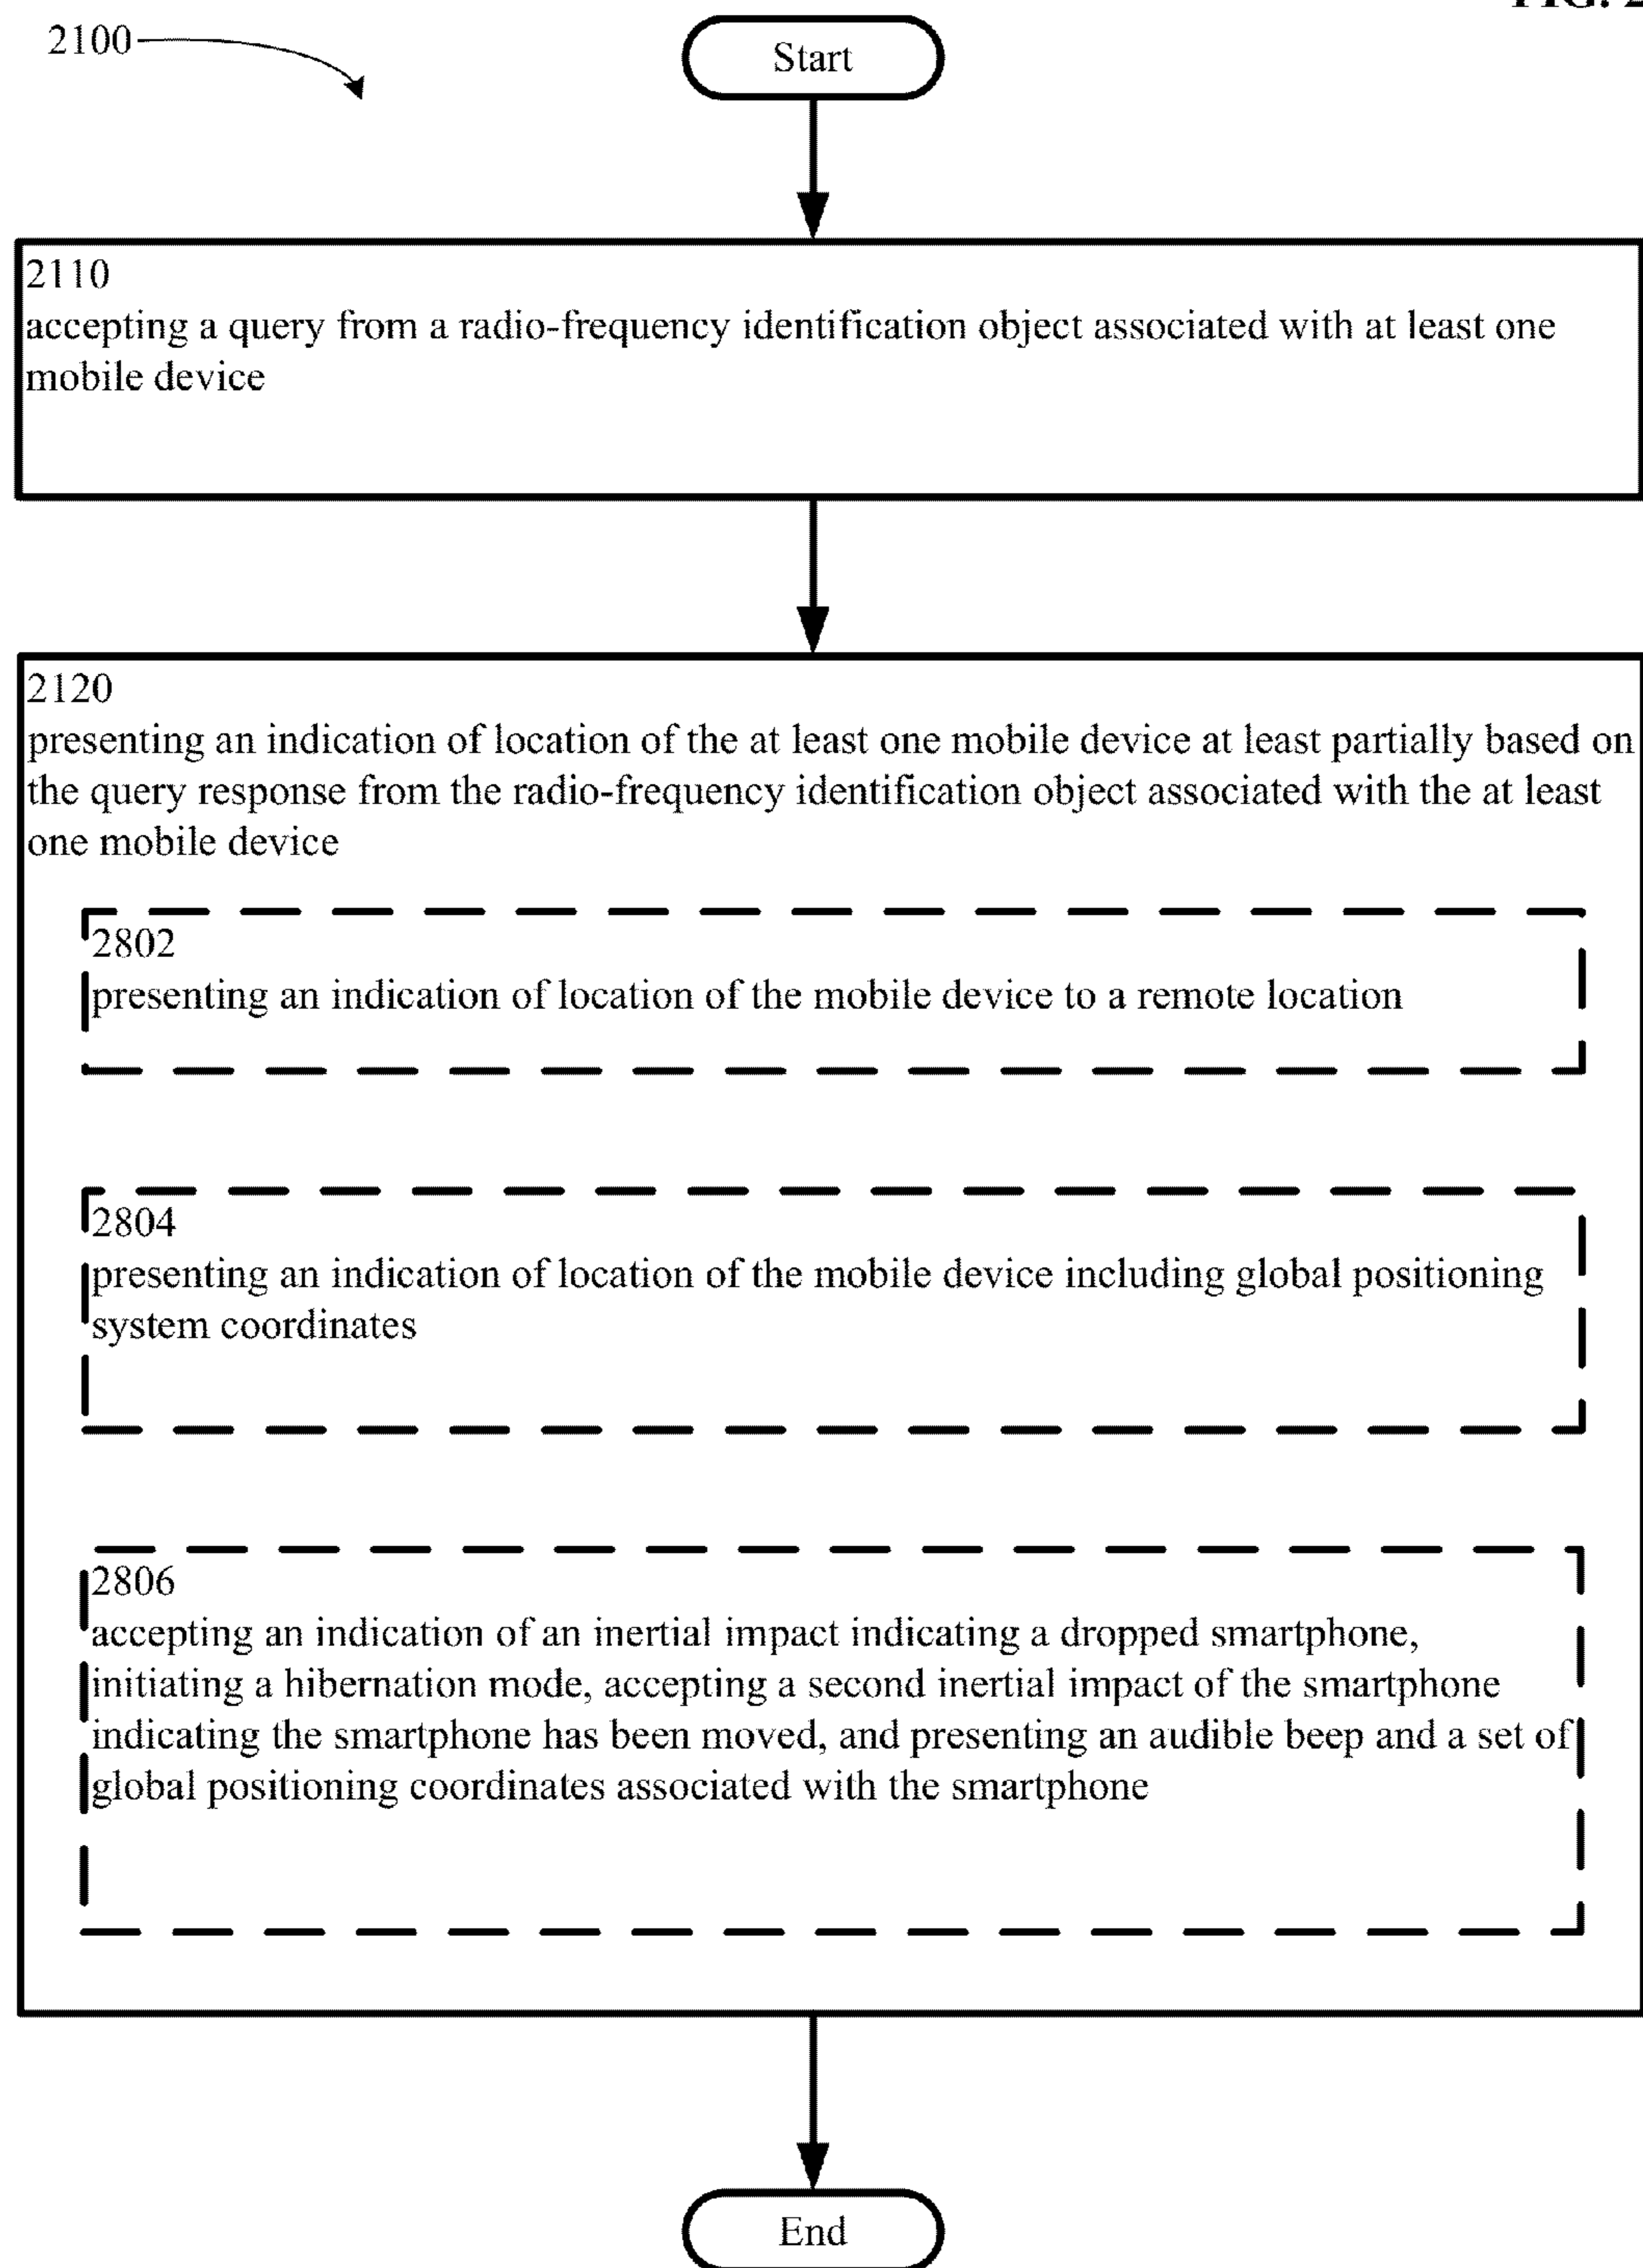 FIG. 2
2100
Start
2110
accepting a query from a radio-frequency identification object associated with at least one
mobile device
2120
presenting an indication of location of the at least one mobile device at least partially based on
the query response from the radio-frequency identification object associated with the at least
one mobile device
2802
presenting an indication of location of the mobile device to a remote location
2804
presenting an indication of location of the mobile device including global positioning
system coordinates
2806
accepting an indication of an inertial impact indicating a dropped smartphone,
initiating a hibernation mode, accepting a second inertial impact of the smartphone
indicating the smartphone has been moved, and presenting an audible beep and a set of
global positioning coordinates associated with the smartphone
End